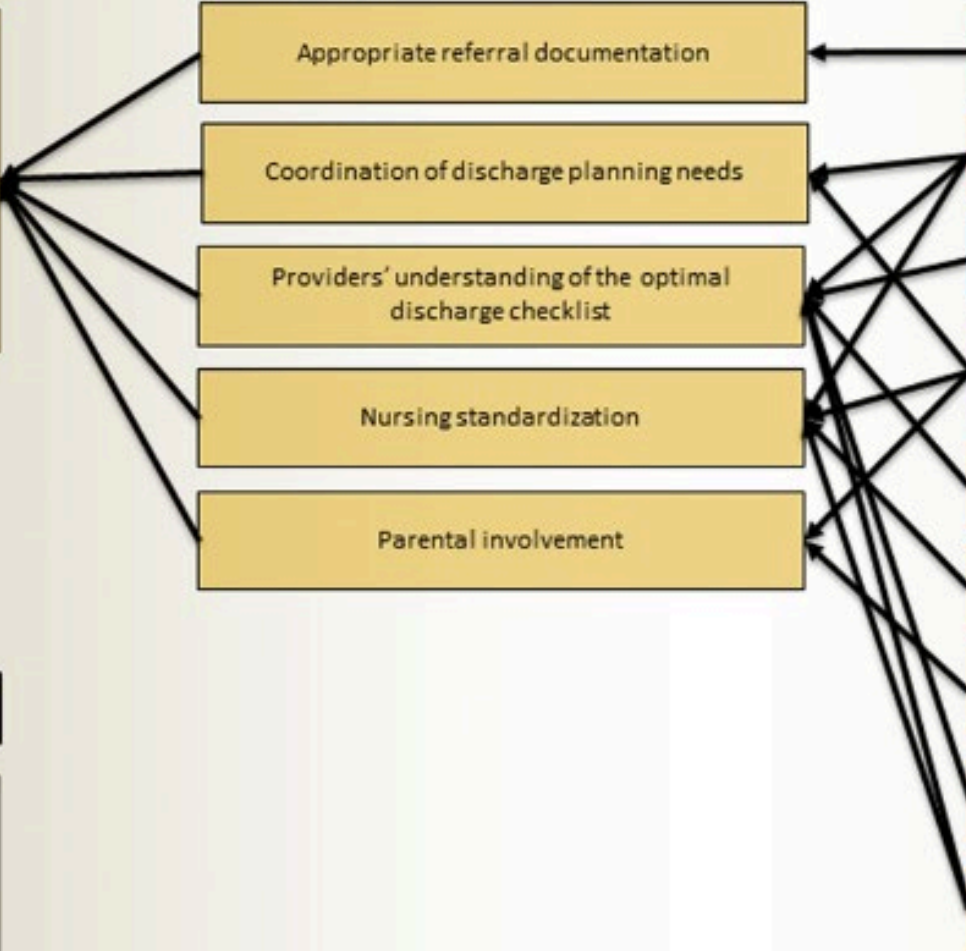 Appropriate referral documentation
Coordination of discharge planning needs
Providers’ understanding of the optimal
discharge checklist
Nursing standardization
Parental involvement